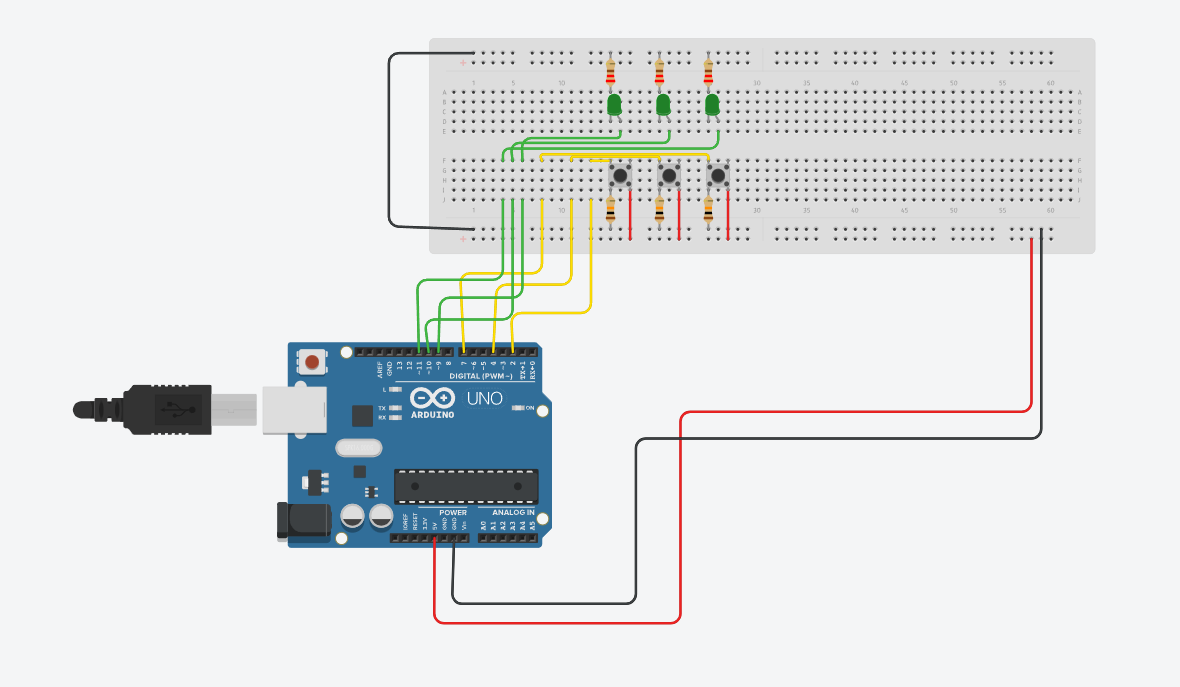 1 5 10 30 35 40 45 50 55 60
A A
B B
C C
D D
E E
F F
G G
H H
I I
J J
1 10 30 35 40 45 50 55 60
AREF GND 13 12 ~11 ~10 ~9 8 7 ~6 ~5 4 ~3 2 TX→1 RX←0
DIGITAL (PWM ~)
L
TX
RX
ARDUINO
UNO
ON
POWER
ANALOG IN
IOREF RESET 3.3V 5V GND GND Vin A0 A1 A2 A3 A4 A5